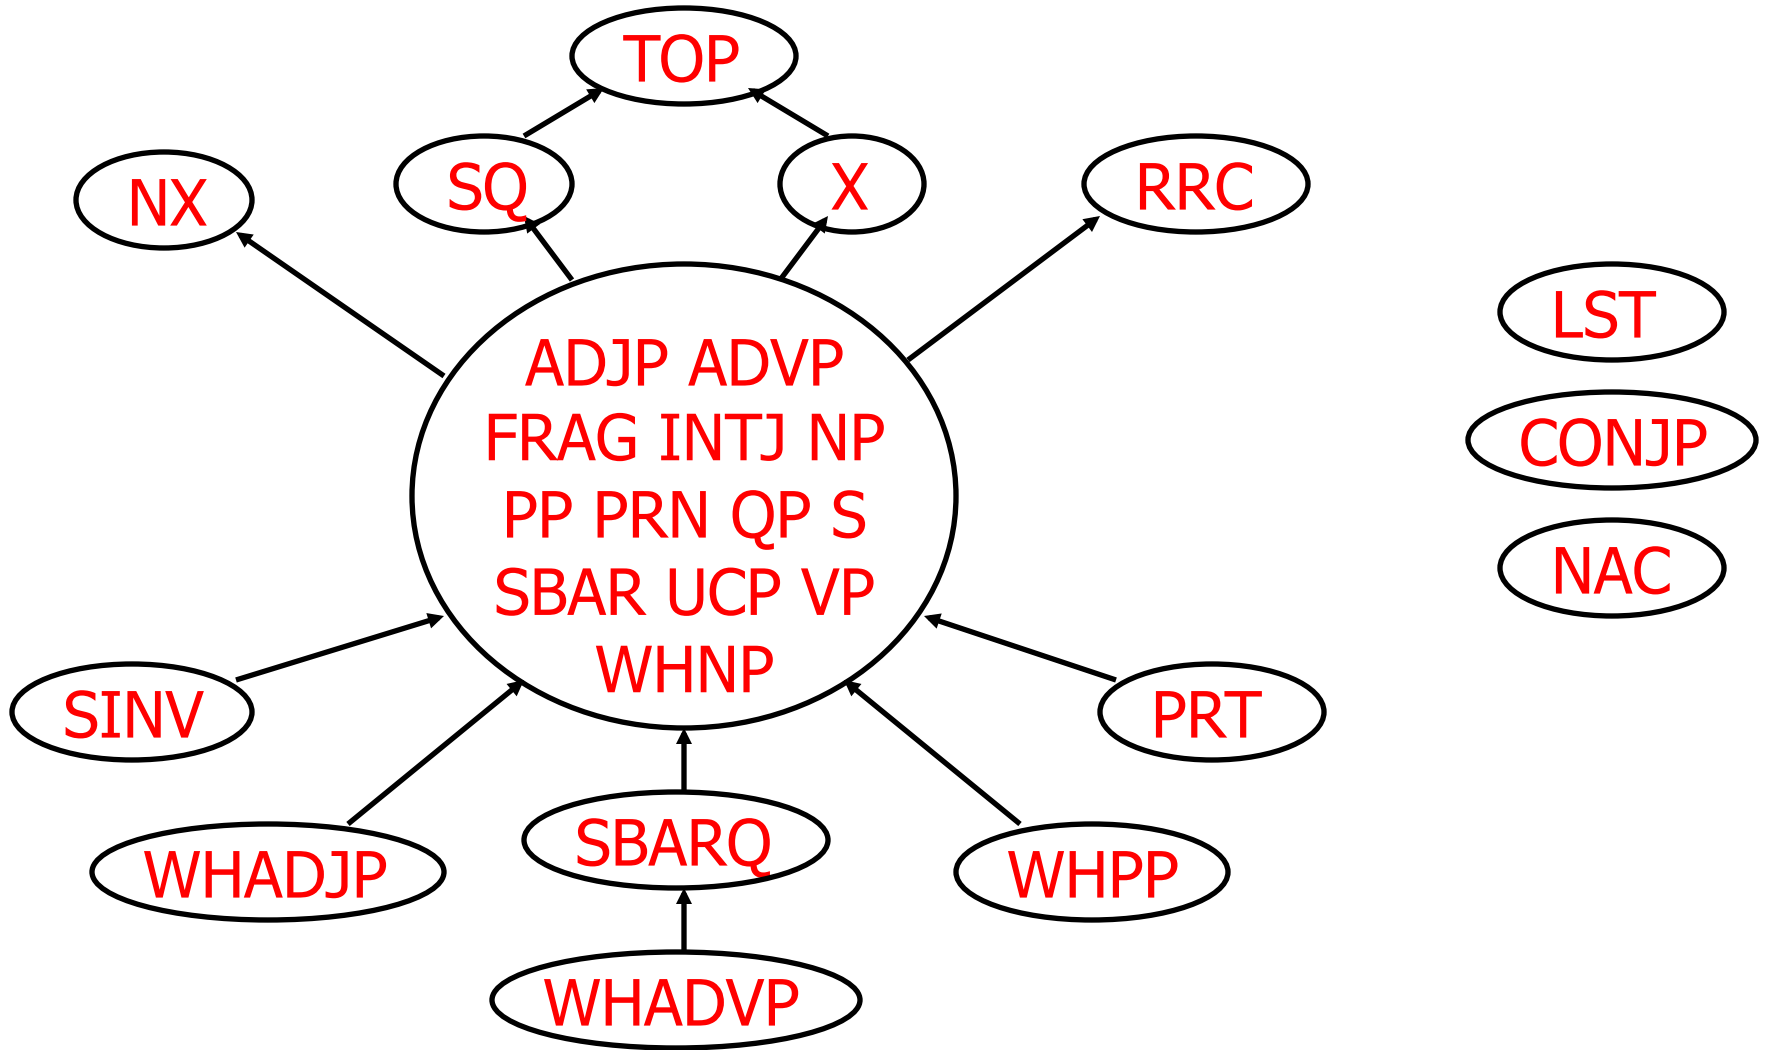 TOP
SQ
X
RRC
NX
LST
ADJP ADVP
FRAG INTJ NP
PP PRN QP S
SBAR UCP VP
WHNP
CONJP
NAC
SINV
PRT
SBARQ
WHADJP
WHPP
WHADVP